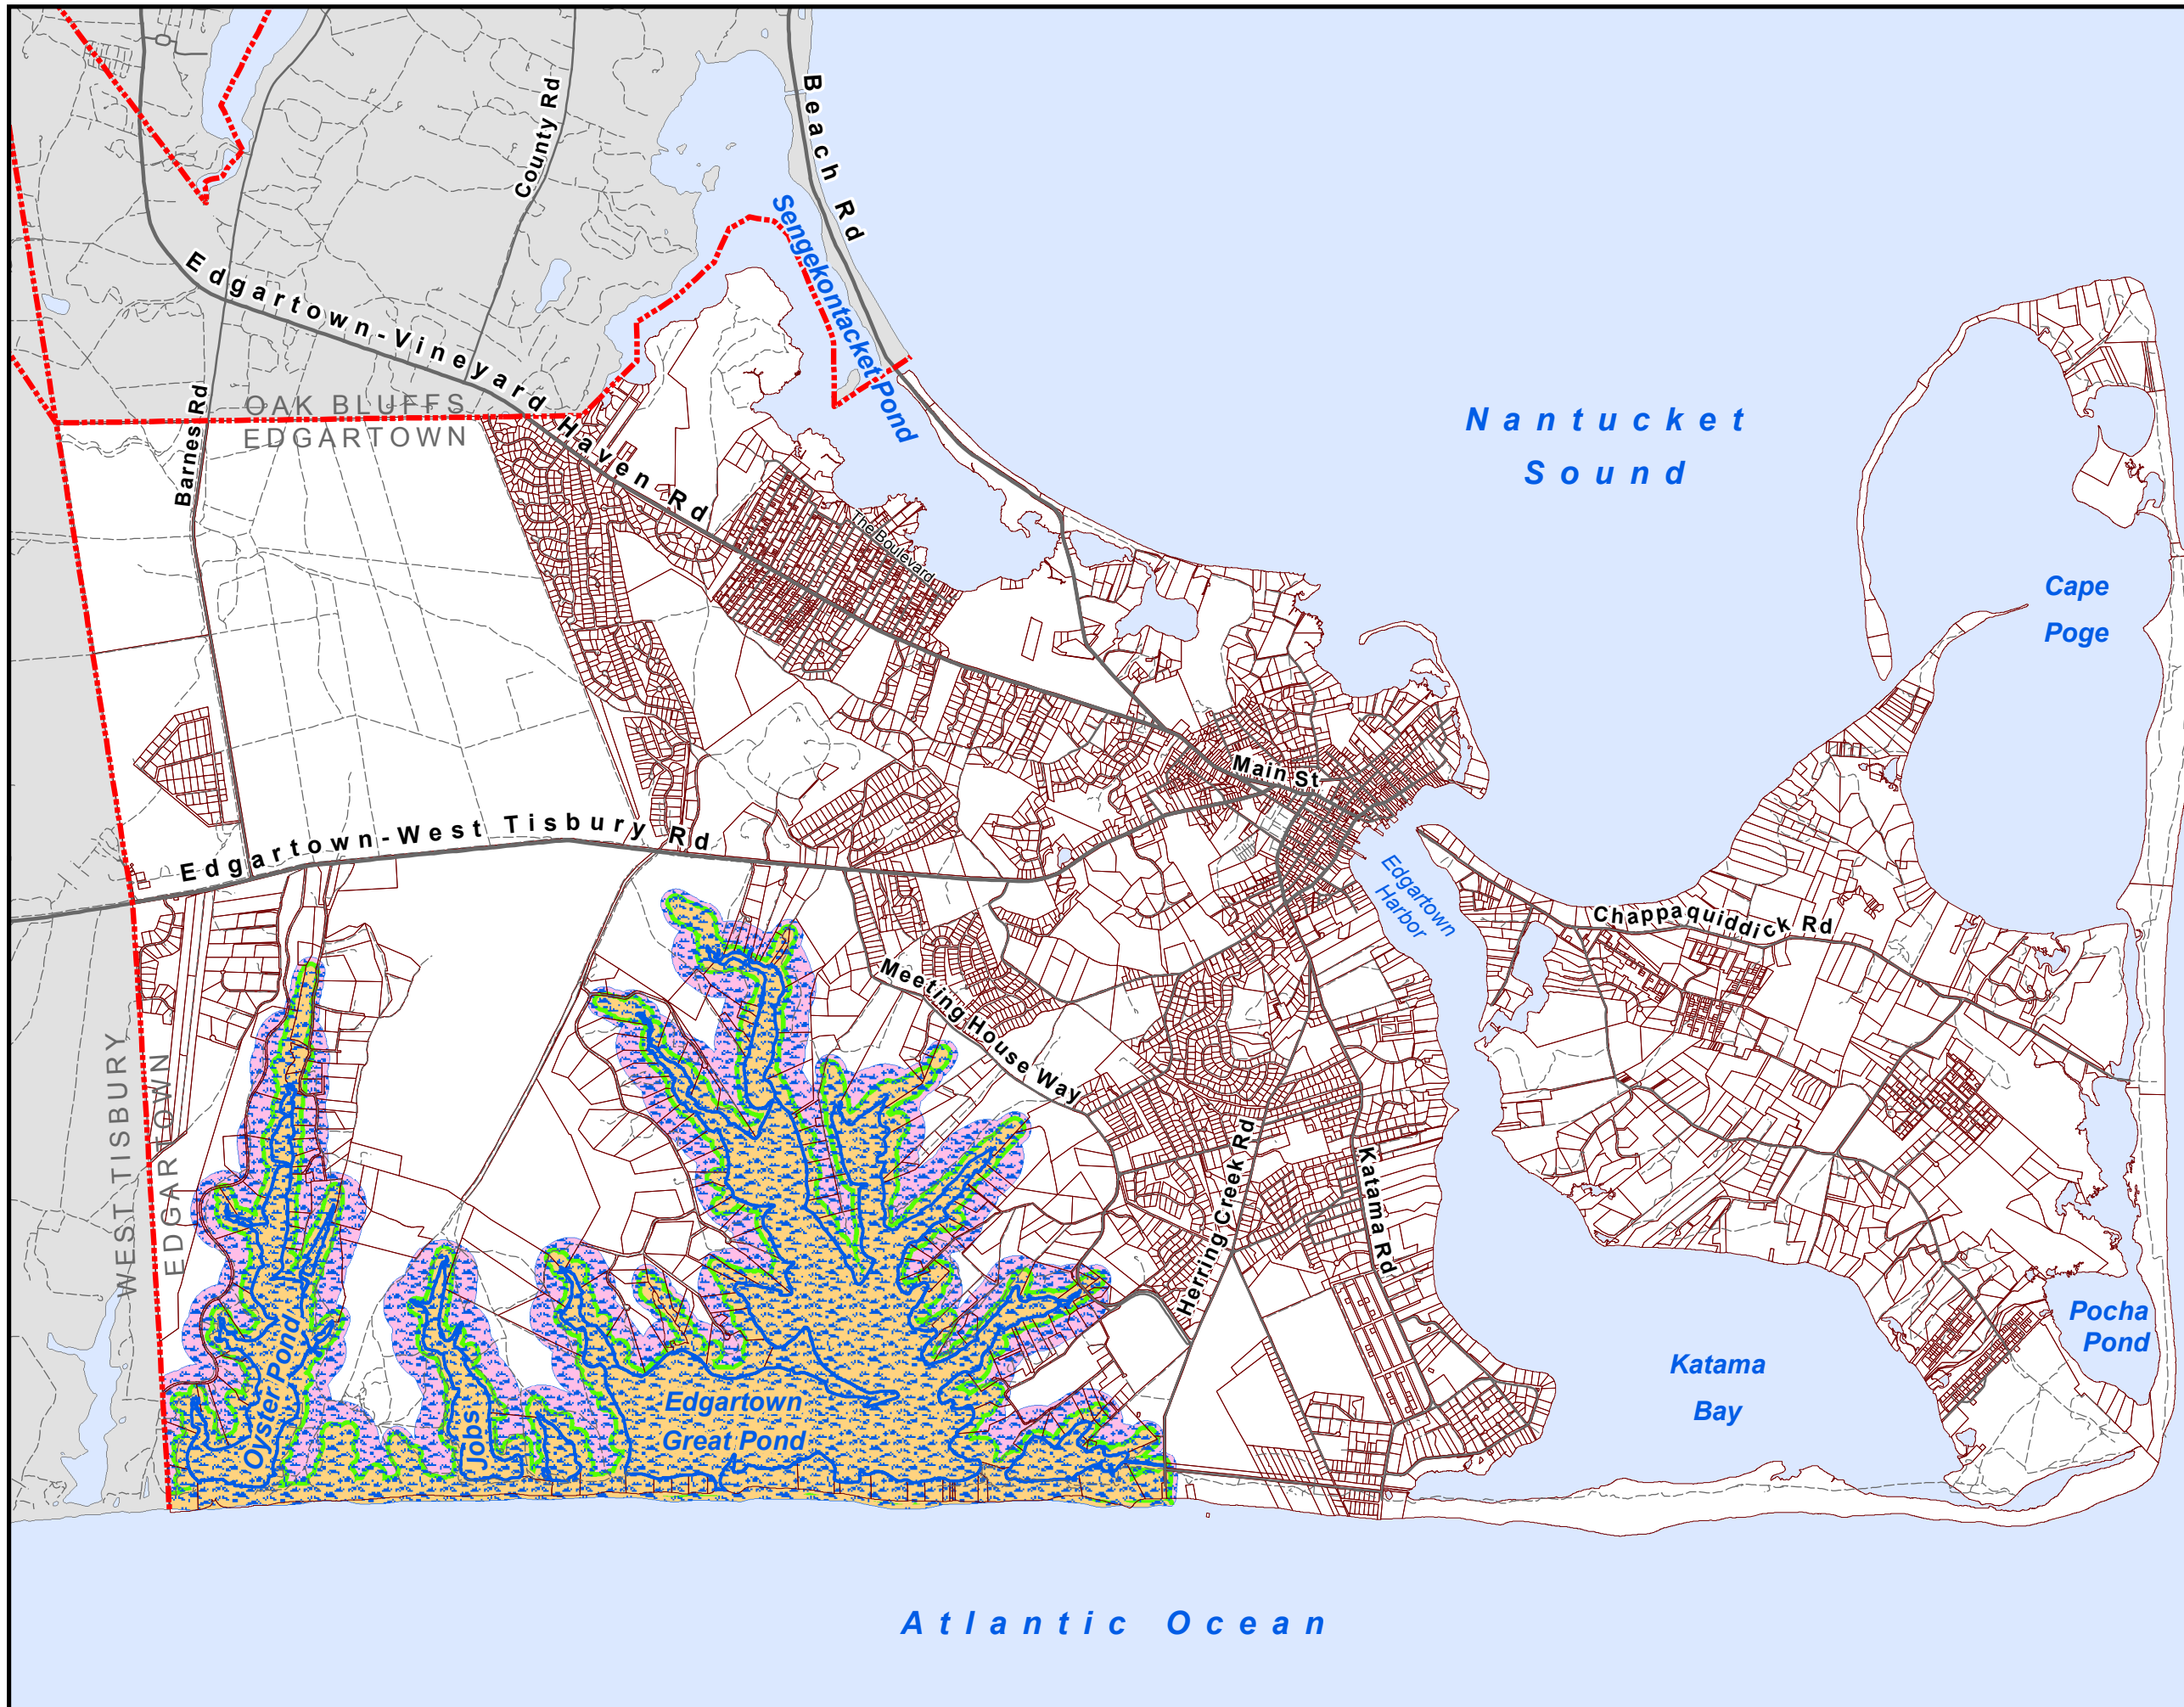 Beach Rd
County Rd
Sengekontacket Pond
Edgartown-Vineyard Haven Rd
Barnes Rd
OAK BLUFFS
EDGARTOWN
Nantucket
Sound
The Boulevard
Cape
Poge
Main St
Edgartown-West Tisbury Rd
Edgartown
Harbor
Chappaquiddick Rd
Meeting House Way
WEST TISBURY
EDGARTOWN
Herring Creek Rd
Katama Rd
Pocha
Pond
Katama
Bay
Oyster Pond
Jobs
Edgartown
Great Pond
Atlantic Ocean